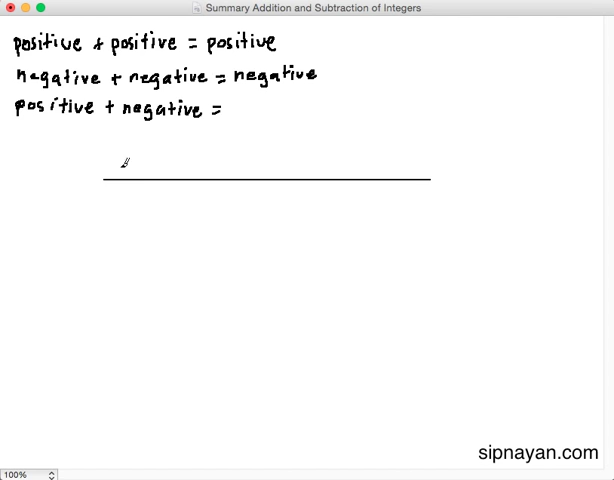 Summary Addition and Subtraction of Integers
positive + positive = positive
negative + negative = negative
positive + negative =
sipnayan.com
100%